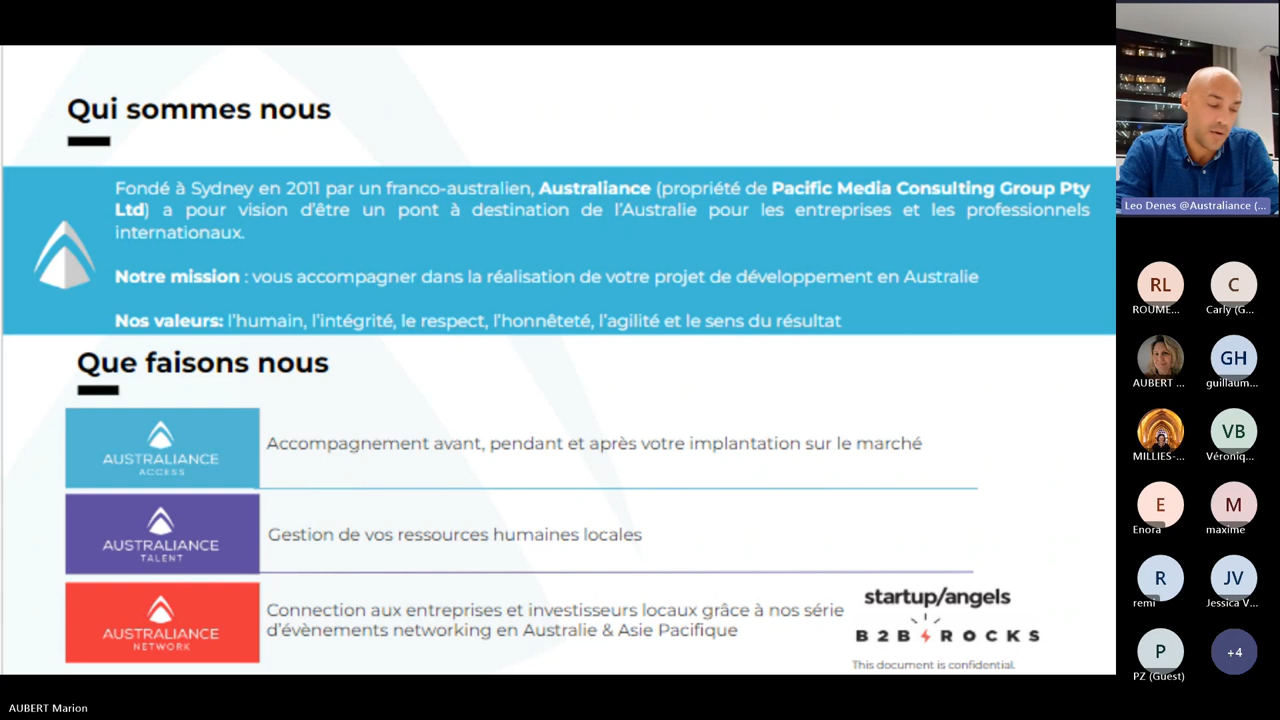 Qui sommes nous
Fondé à Sydney en 2011 par un franco-australien, Australiance (propriété de Pacific Media Consulting Group Pty
Ltd) a pour vision d'être un pont à destination de l'Australie pour les entreprises et les professionnels
internationaux.
Notre mission : vous accompagner dans la réalisation de votre projet de développement en Australie
Nos valeurs: l'humain, l'intégrité, le respect, l'honnêteté, l'agilité et le sens du résultat
Que faisons nous
AUSTRALIANCE
ACCESS
Accompagnement avant, pendant et après votre implantation sur le marché
AUSTRALIANCE
TALENT
Gestion de vos ressources humaines locales
AUSTRALIANCE
NETWORK
Connection aux entreprises et investisseurs locaux grâce à nos série
d'évènements networking en Australie & Asie Pacifique
startup/angels
B2B ROCKS
This document is confidential.
AUBERT Marion
Leo Denes @Australiance (...
RL
ROUME...
C
Carly (G...
AUBERT ...
GH
guillaum...
MILLIES-...
VB
Véroniq...
E
Enora
M
maxime
R
remi
JV
Jessica V...
P
PZ (Guest)
+4